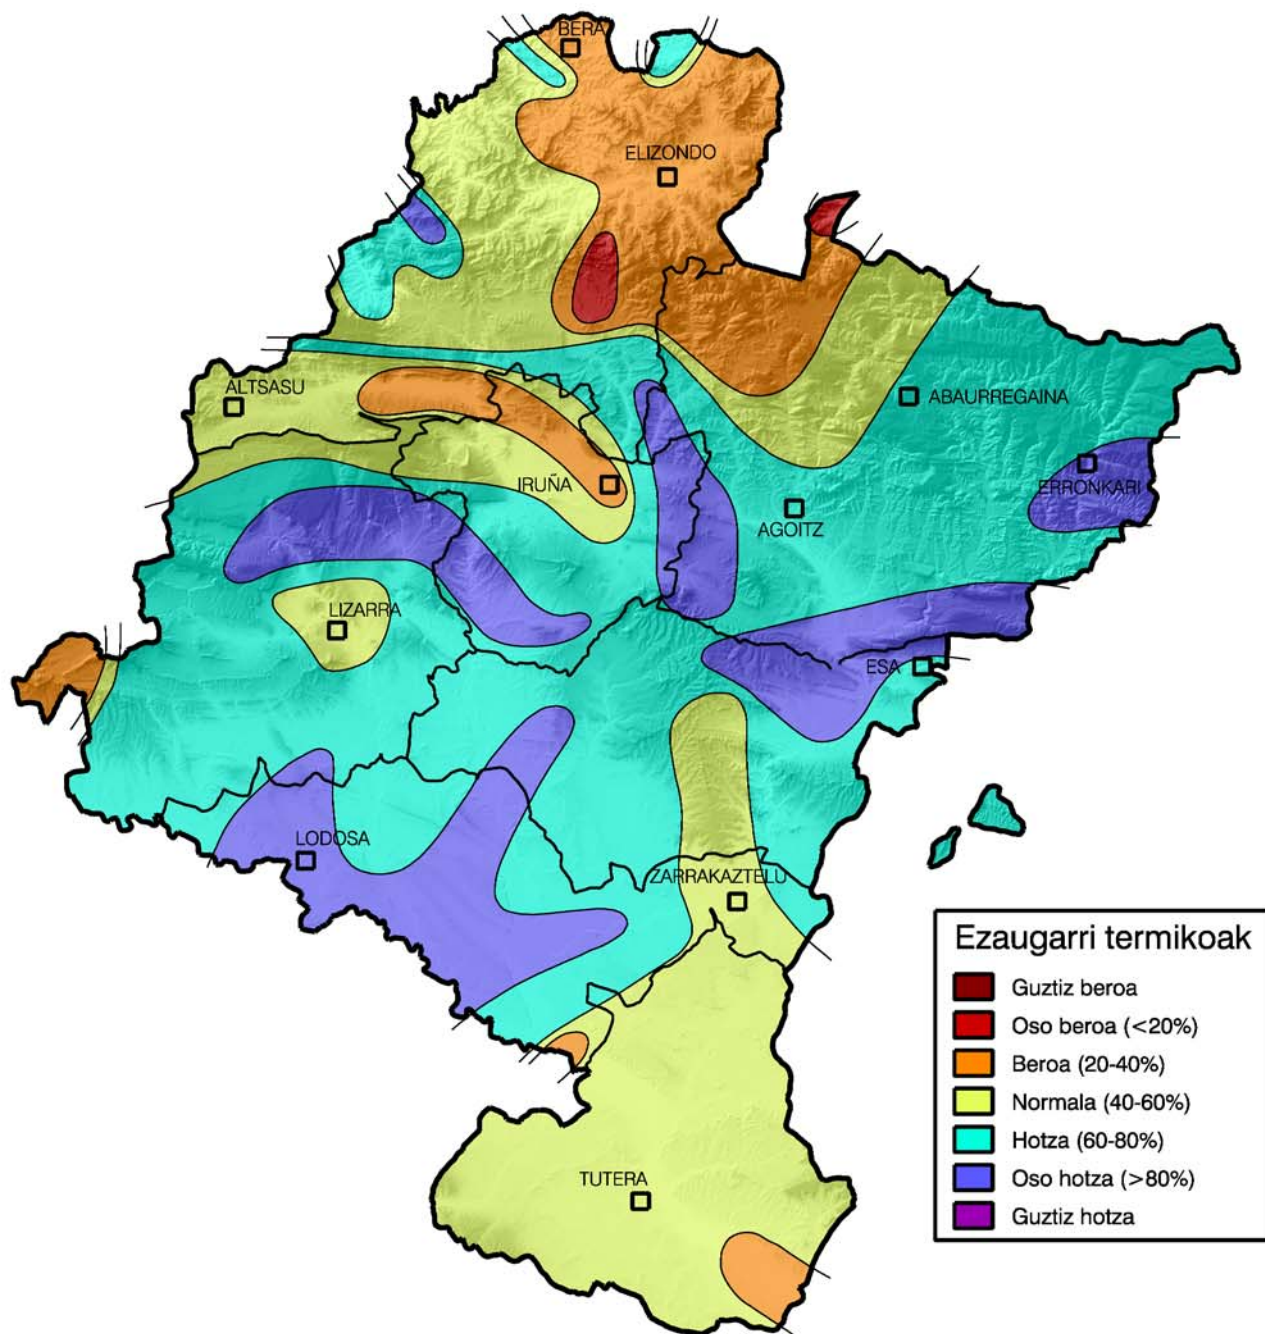 BERA
ELIZONDO
ALTSASU
ABAURREGAINA
IRUÑA
ERRONKARI
AGOITZ
LIZARRA
ESA
LODOSA
ZARRAKAZTELU
TUTERA
Ezaugarri termikoak
Guztiz beroa
Oso beroa (<20%)
Beroa (20-40%)
Normala (40-60%)
Hotza (60-80%)
Oso hotza (>80%)
Guztiz hotza